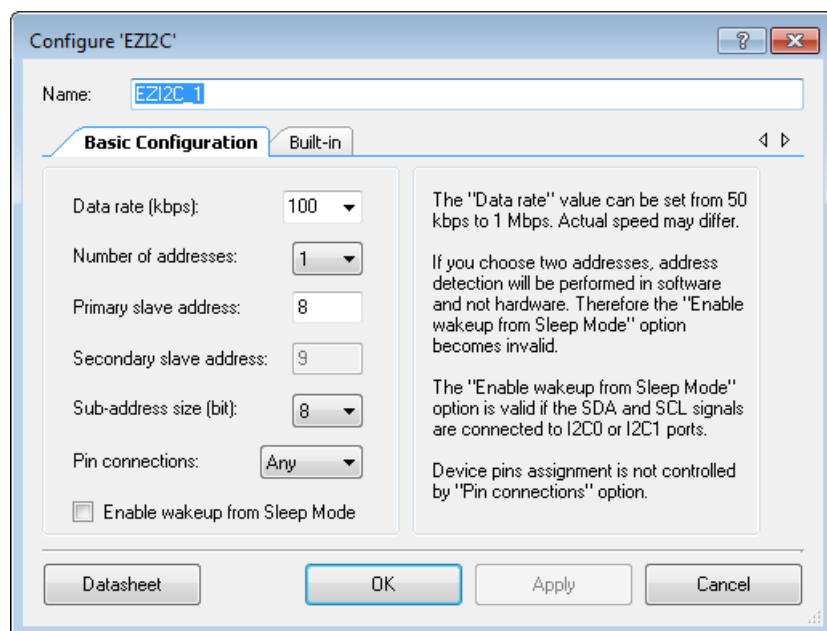 Configure 'EZI2C'
Name: EZI2C_1
Basic Configuration Built-in
Data rate (kbps): 100
Number of addresses: 1
Primary slave address: 8
Secondary slave address: 9
Sub-address size (bit): 8
Pin connections: Any
Enable wakeup from Sleep Mode
The "Data rate" value can be set from 50
kbps to 1 Mbps. Actual speed may differ.
If you choose two addresses, address
detection will be performed in software
and not hardware. Therefore the "Enable
wakeup from Sleep Mode" option
becomes invalid.
The "Enable wakeup from Sleep Mode"
option is valid if the SDA and SCL signals
are connected to I2C0 or I2C1 ports.
Device pins assignment is not controlled
by "Pin connections" option.
Datasheet OK Apply Cancel